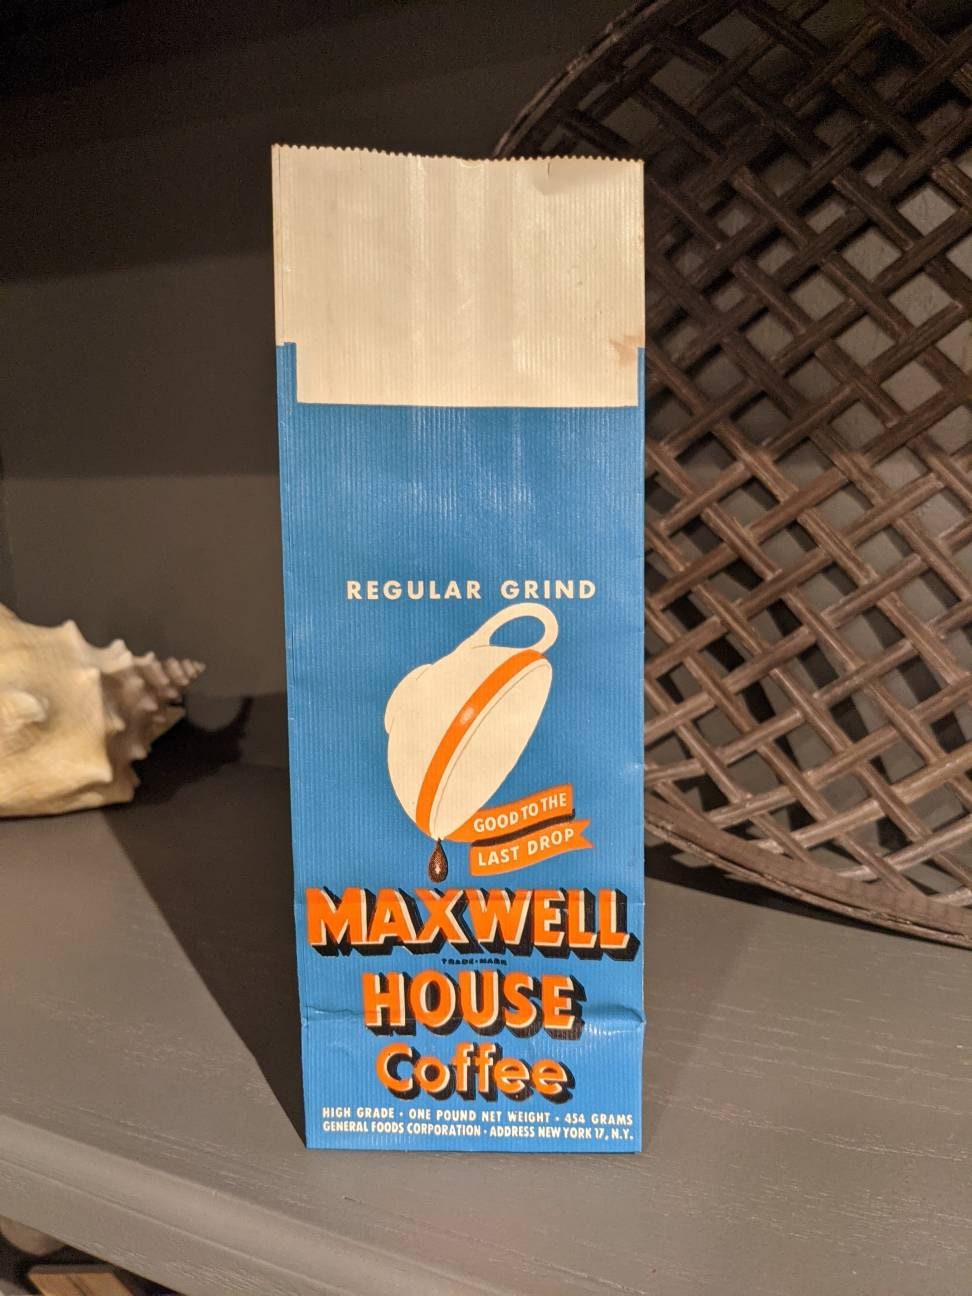 REGULAR GRIND
GOOD TO THE
LAST DROP
MAXWELL
TRADE-MARK
HOUSE
Coffee
HIGH GRADE · ONE POUND NET WEIGHT · 454 GRAMS
GENERAL FOODS CORPORATION · ADDRESS NEW YORK 17, N.Y.